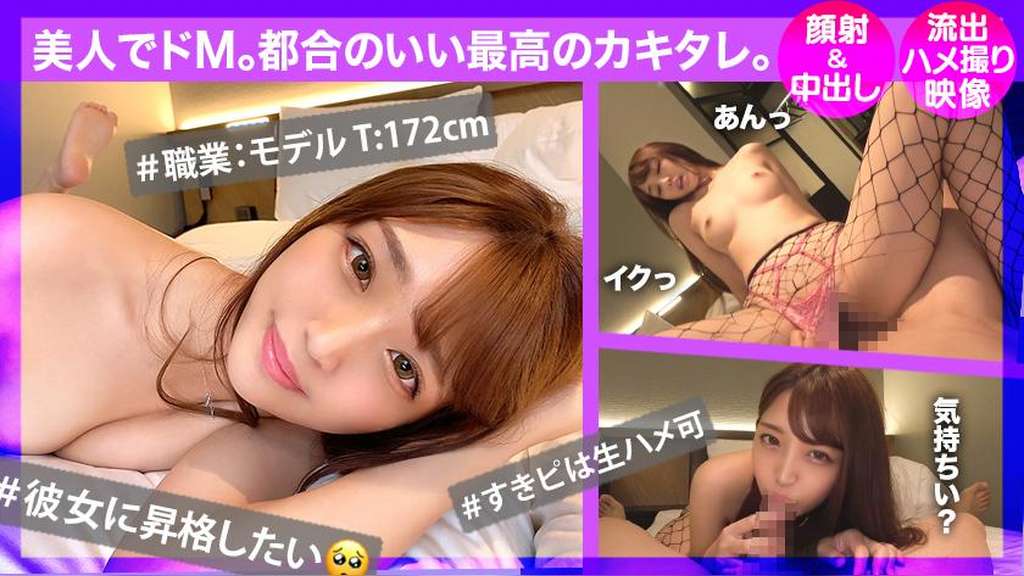 美人でドM。都合のいい最高のカキタレ。
顔射
&
中出し
流出
ハメ撮り
映像
#職業：モデル T:172cm
あんっ
イクっ
#すきピは生ハメ可
気持ちい？
#彼女に昇格したい🥺